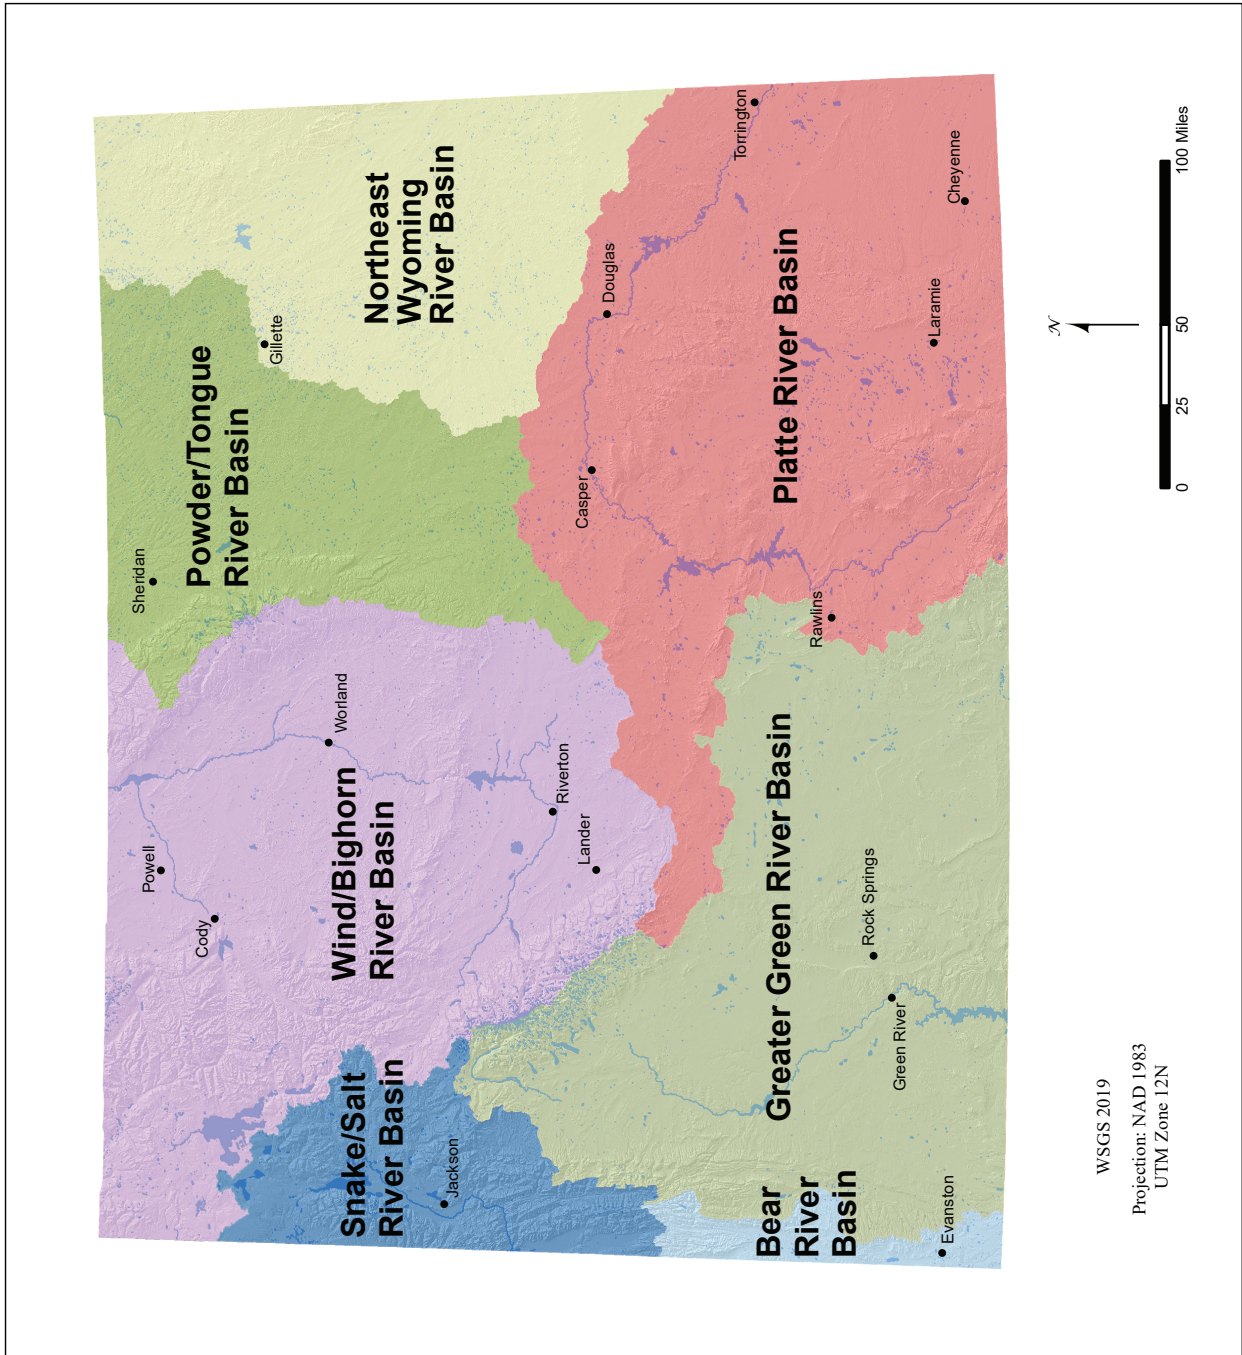 Sheridan
Powder/Tongue
River Basin
Gillette
Northeast
Wyoming
River Basin
Powell
Cody
Worland
Wind/Bighorn
River Basin
Riverton
Lander
Snake/Salt
River Basin
Jackson
Casper
Douglas
Torrington
Platte River Basin
Rawlins
Laramie
Cheyenne
Greater Green River Basin
Rock Springs
Green River
Bear
River
Basin
Evanston
WSGS 2019
Projection: NAD 1983
UTM Zone 12N
N
0 25 50 100 Miles